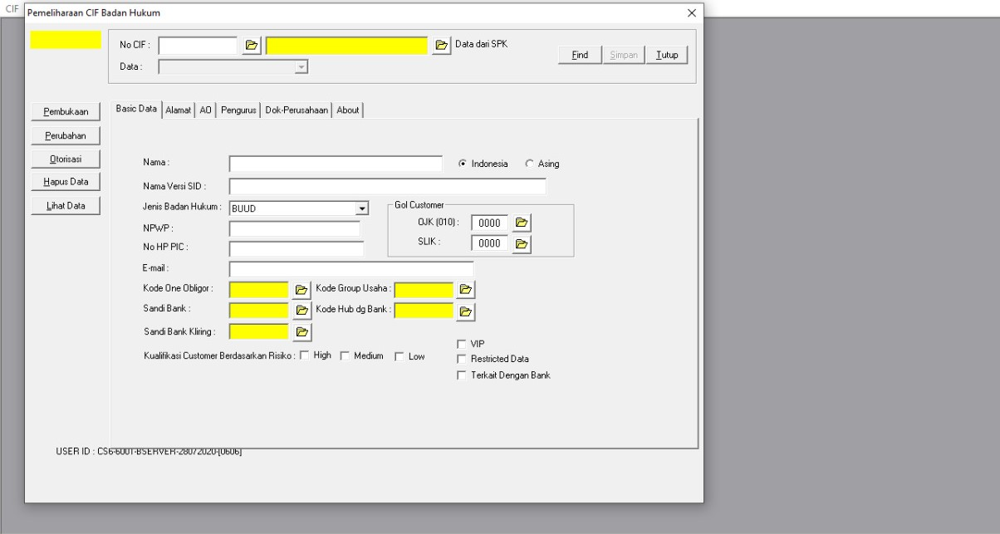 CIF
Pemeliharaan CIF Badan Hukum
No CIF :
Data dari SPK
Data :
Find
Simpan
Tutup
Pembukaan
Perubahan
Otorisasi
Hapus Data
Lihat Data
Basic Data Alamat AO Pengurus Dok-Perusahaan About
Nama :
Indonesia
Asing
Nama Versi SID :
Jenis Badan Hukum : BUUD
Gol Customer
OJK (010) : 0000
SLIK : 0000
NPWP :
No HP PIC :
E-mail :
Kode One Obligor :
Kode Group Usaha :
Sandi Bank :
Kode Hub dg Bank :
Sandi Bank Kliring :
Kualifikasi Customer Berdasarkan Risiko : High Medium Low
VIP
Restricted Data
Terkait Dengan Bank
USER ID : CS6-6001-BSERVER-28072020-[0606]